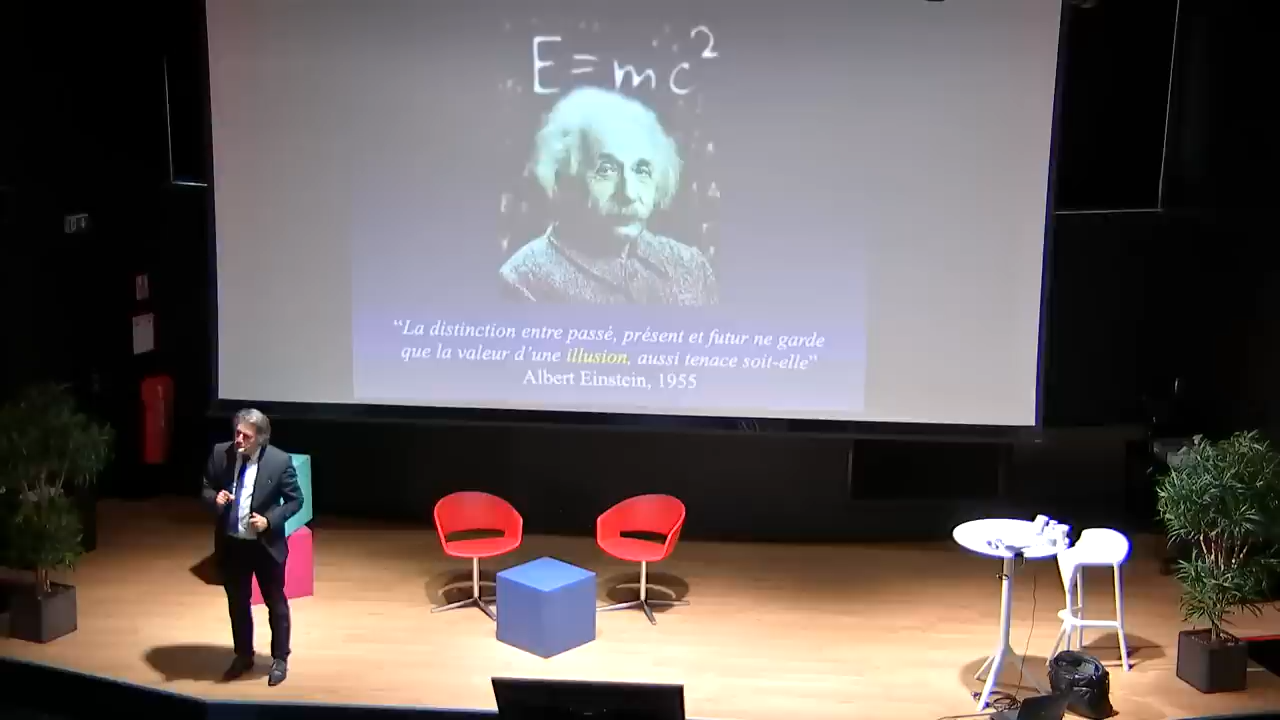 E=mc²
“La distinction entre passé, présent et futur ne garde
que la valeur d’une illusion, aussi tenace soit-elle”
Albert Einstein, 1955